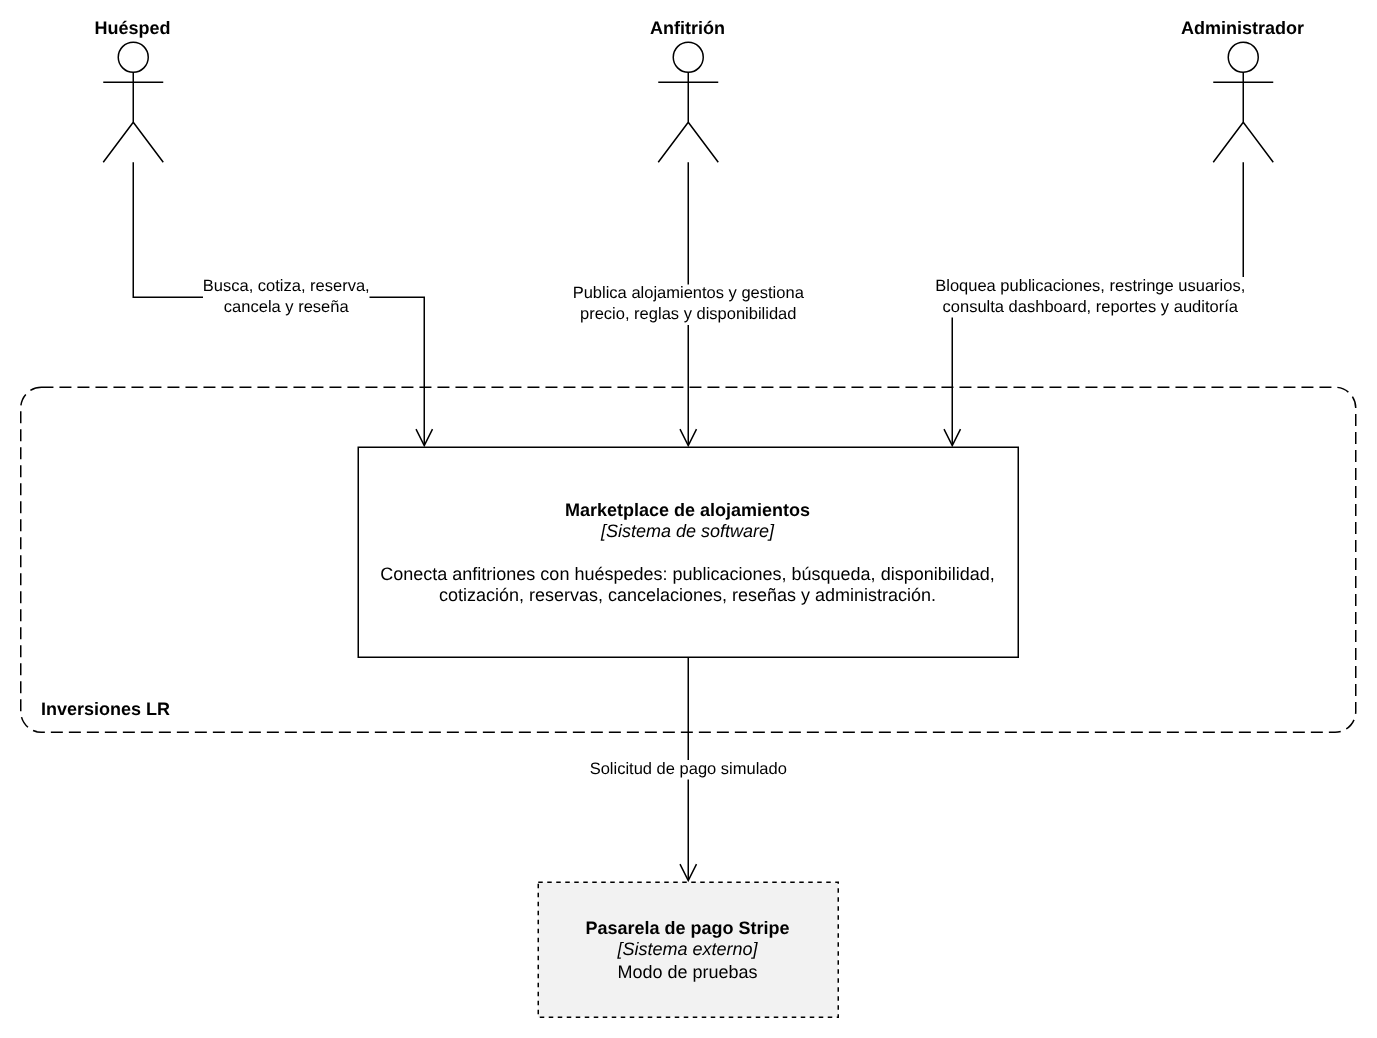 Huésped
Anfitrión
Administrador
Busca, cotiza, reserva,
cancela y reseña
Publica alojamientos y gestiona
precio, reglas y disponibilidad
Bloquea publicaciones, restringe usuarios,
consulta dashboard, reportes y auditoría
Marketplace de alojamientos
[Sistema de software]
Conecta anfitriones con huéspedes: publicaciones, búsqueda, disponibilidad,
cotización, reservas, cancelaciones, reseñas y administración.
Inversiones LR
Solicitud de pago simulado
Pasarela de pago Stripe
[Sistema externo]
Modo de pruebas